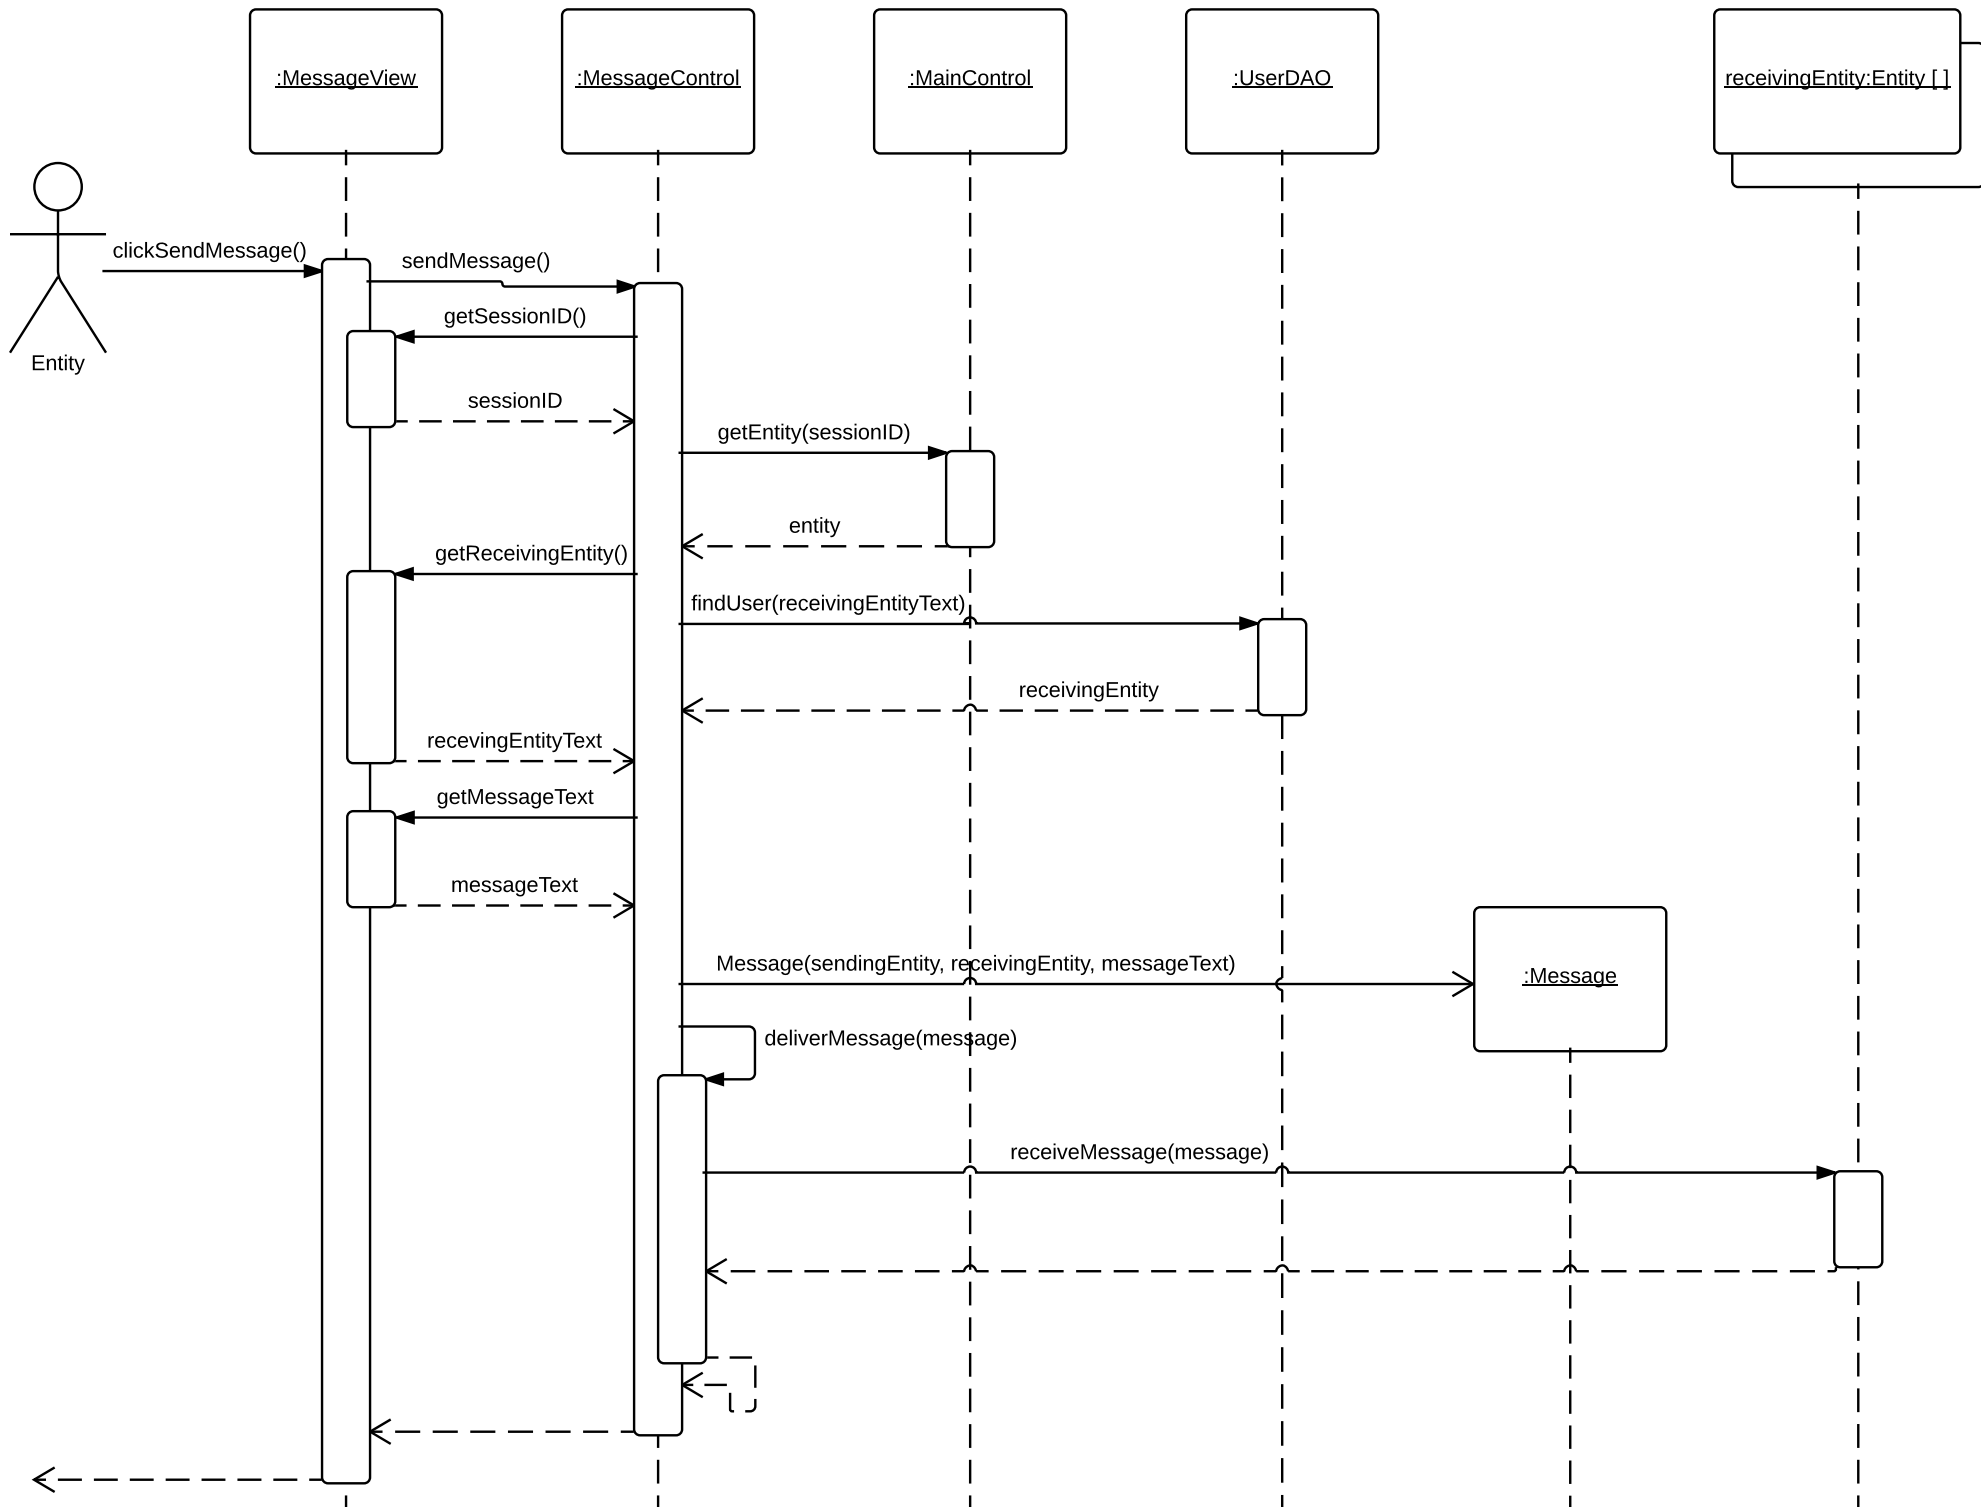 :MessageView
:MessageControl
:MainControl
:UserDAO
receivingEntity:Entity [ ]
clickSendMessage()
sendMessage()
getSessionID()
Entity
sessionID
getEntity(sessionID)
entity
getReceivingEntity()
findUser(receivingEntityText)
receivingEntity
recevingEntityText
getMessageText
messageText
Message(sendingEntity, receivingEntity, messageText)
:Message
deliverMessage(message)
receiveMessage(message)